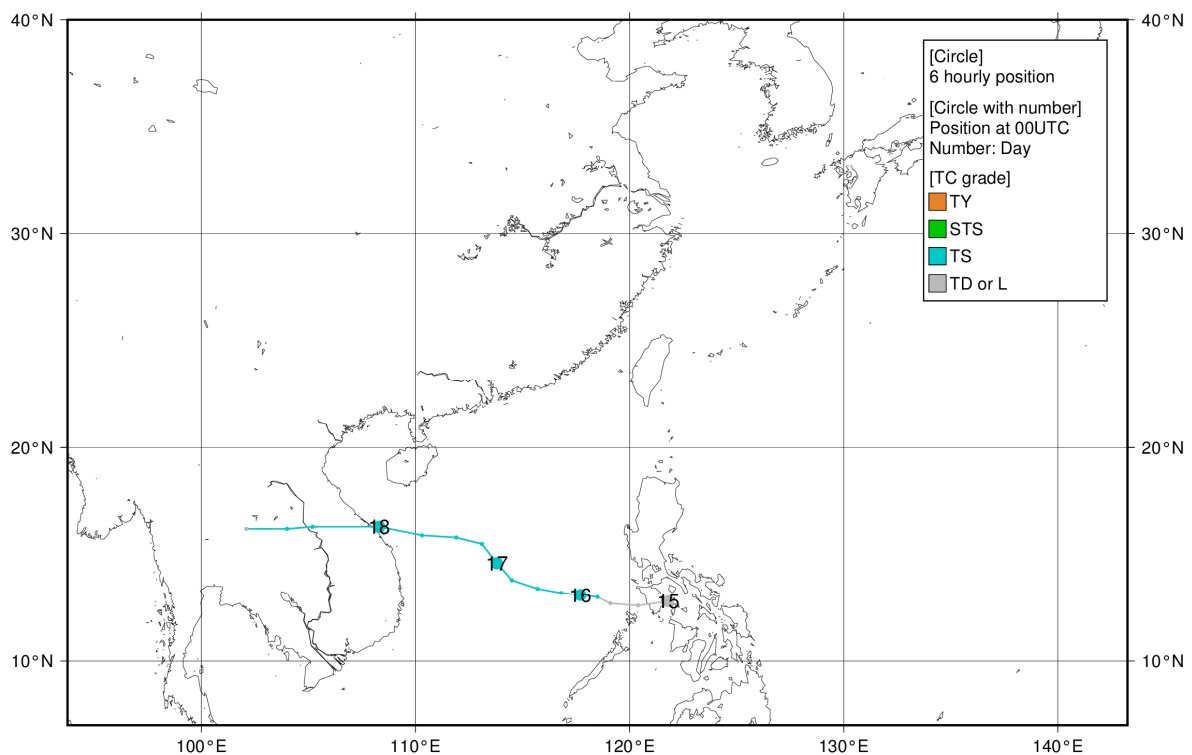 40°N
40°N
[Circle]
6 hourly position
[Circle with number]
Position at 00UTC
Number: Day
[TC grade]
TY
STS
TS
TD or L
30°N
30°N
20°N
20°N
18
17
16
15
10°N
10°N
100°E
110°E
120°E
130°E
140°E